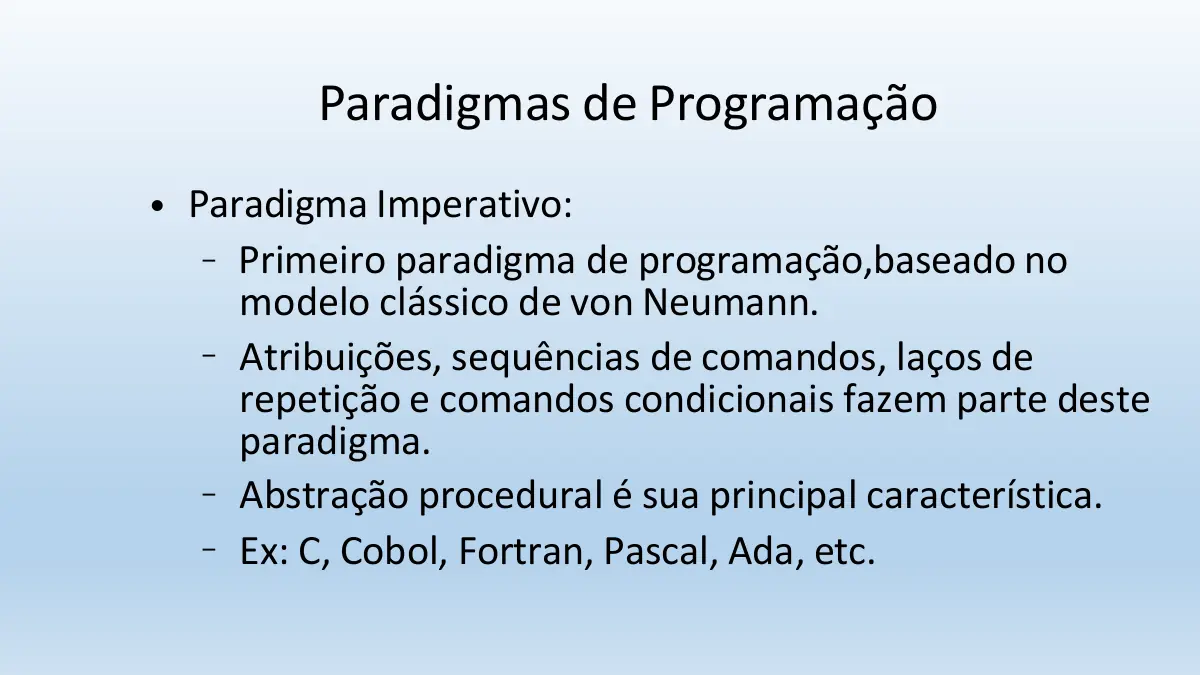 Paradigmas de Programação
• Paradigma Imperativo:
– Primeiro paradigma de programação,baseado no
modelo clássico de von Neumann.
– Atribuições, sequências de comandos, laços de
repetição e comandos condicionais fazem parte deste
paradigma.
– Abstração procedural é sua principal característica.
– Ex: C, Cobol, Fortran, Pascal, Ada, etc.